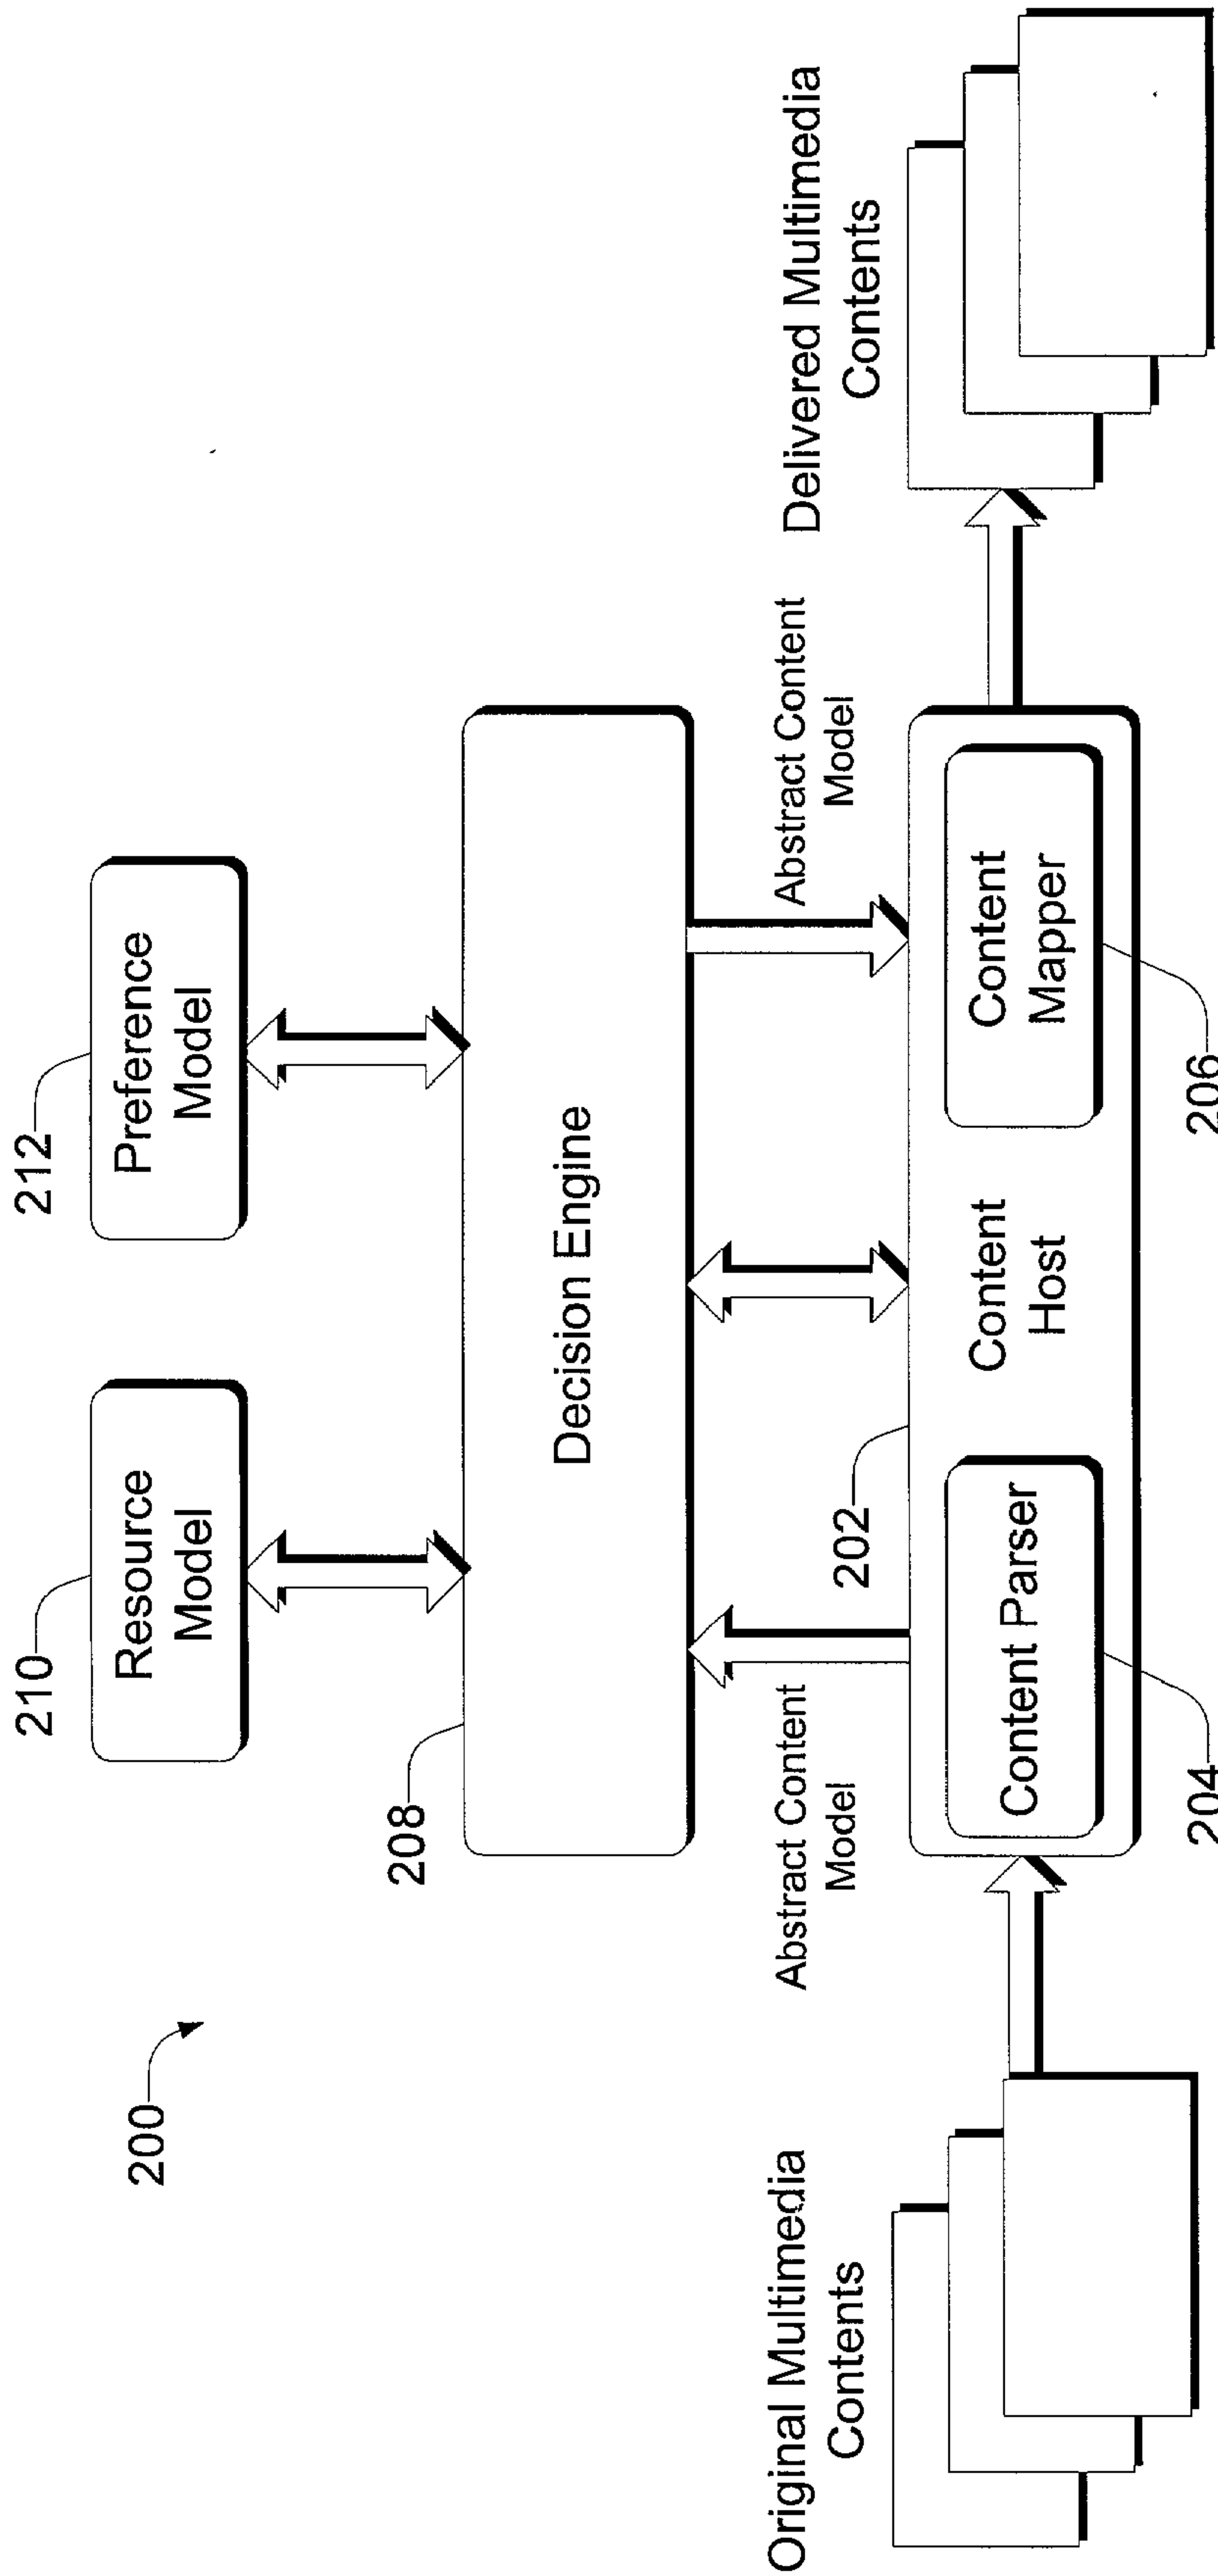 200
210
212
Resource
Model
Preference
Model
208
Decision Engine
Original Multimedia
Contents
Abstract Content
Model
Abstract Content
Model
Delivered Multimedia
Contents
202
Content Parser
Content
Host
Content
Mapper
204
206